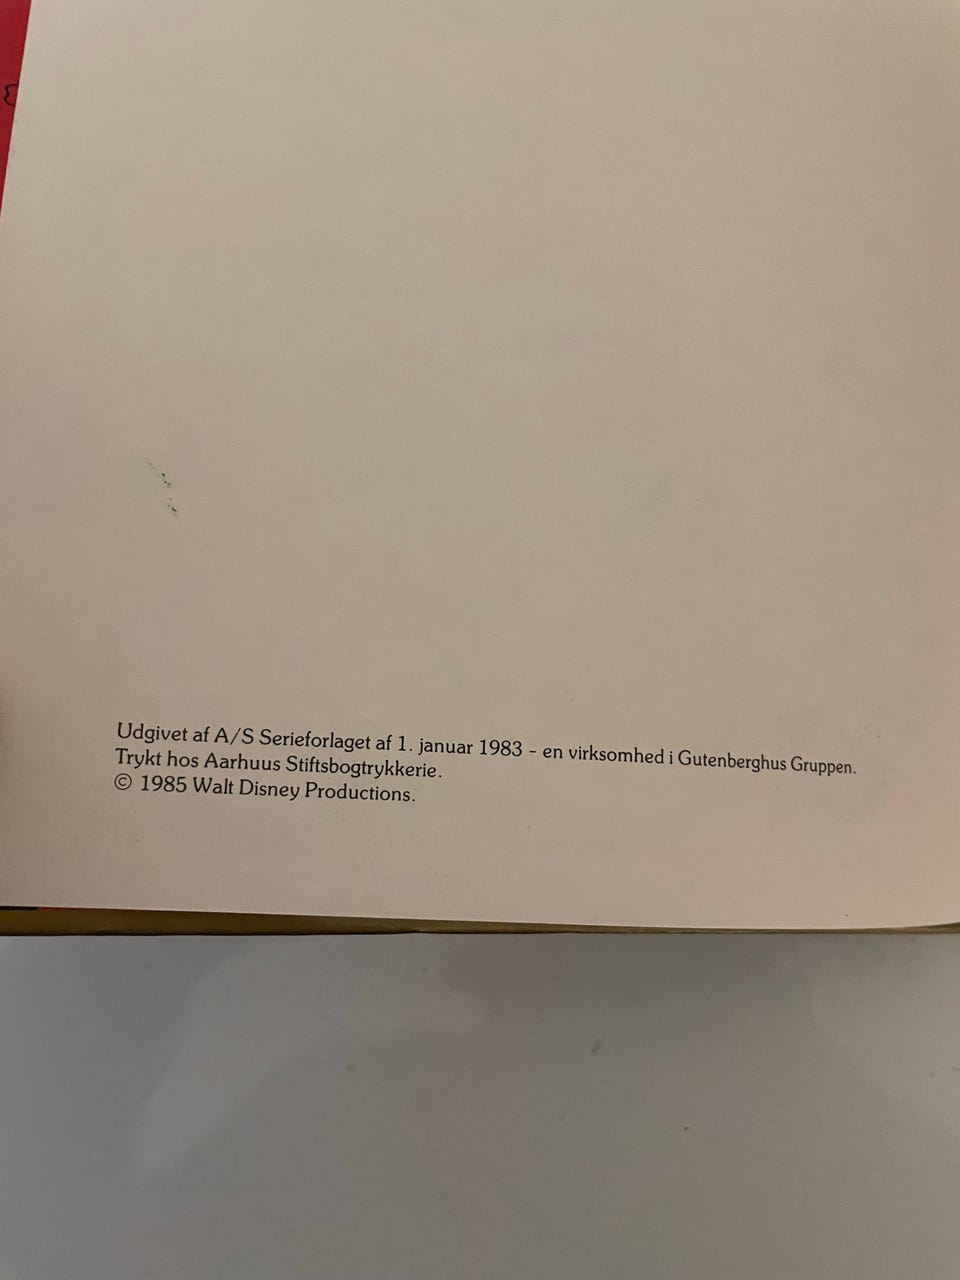 Udgivet af A/S Serieforlaget af 1. januar 1983 - en virksomhed i Gutenberghus Gruppen.
Trykt hos Aarhuus Stiftsbogtrykkerie.
© 1985 Walt Disney Productions.